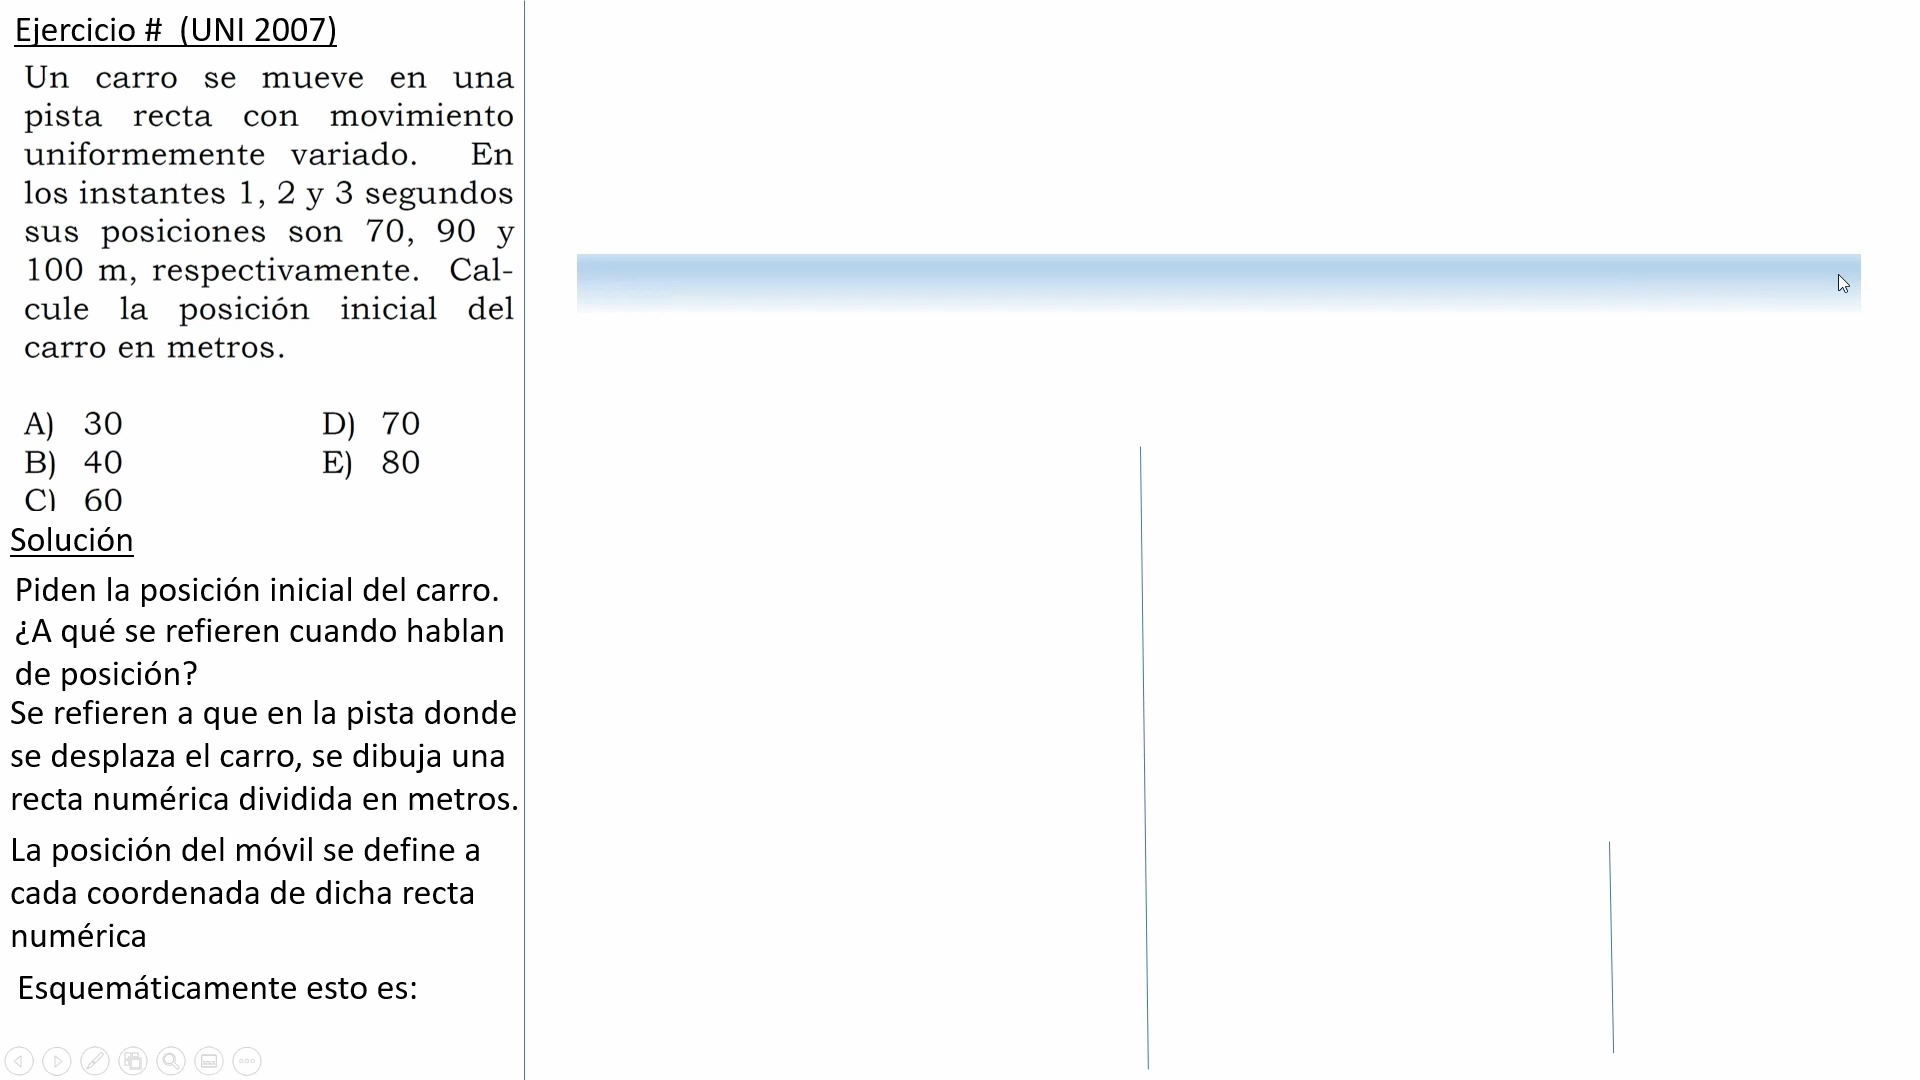 Ejercicio # (UNI 2007)
Un carro se mueve en una
pista recta con movimiento
uniformemente variado. En
los instantes 1, 2 y 3 segundos
sus posiciones son 70, 90 y
100 m, respectivamente. Cal-
cule la posición inicial del
carro en metros.
A) 30
B) 40
C) 60
D) 70
E) 80
Solución
Piden la posición inicial del carro.
¿A qué se refieren cuando hablan
de posición?
Se refieren a que en la pista donde
se desplaza el carro, se dibuja una
recta numérica dividida en metros.
La posición del móvil se define a
cada coordenada de dicha recta
numérica
Esquemáticamente esto es: